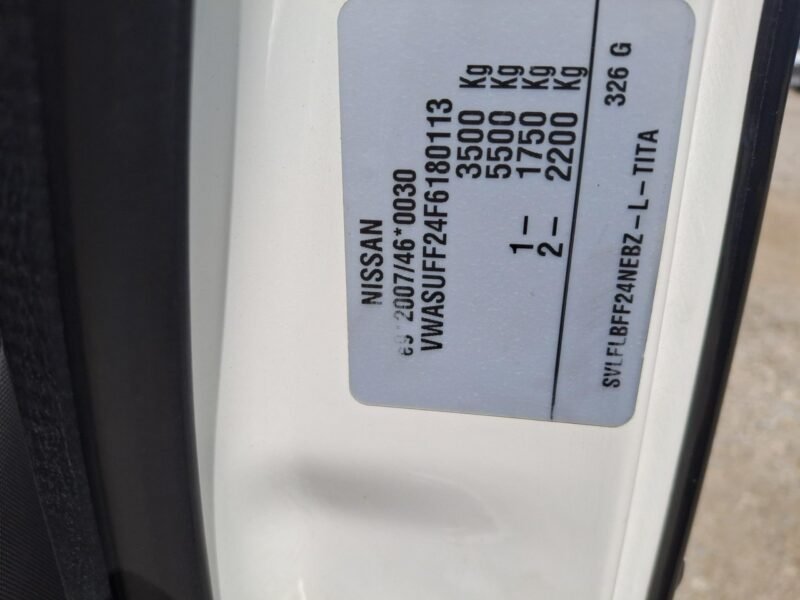 NISSAN
e9*2007/46*0030
VWASUFF24F6180113
3500 Kg
5500 Kg
1– 1750 Kg
2– 2200 Kg
SVLFLBFF24NEBZ–L–TITA 326 G